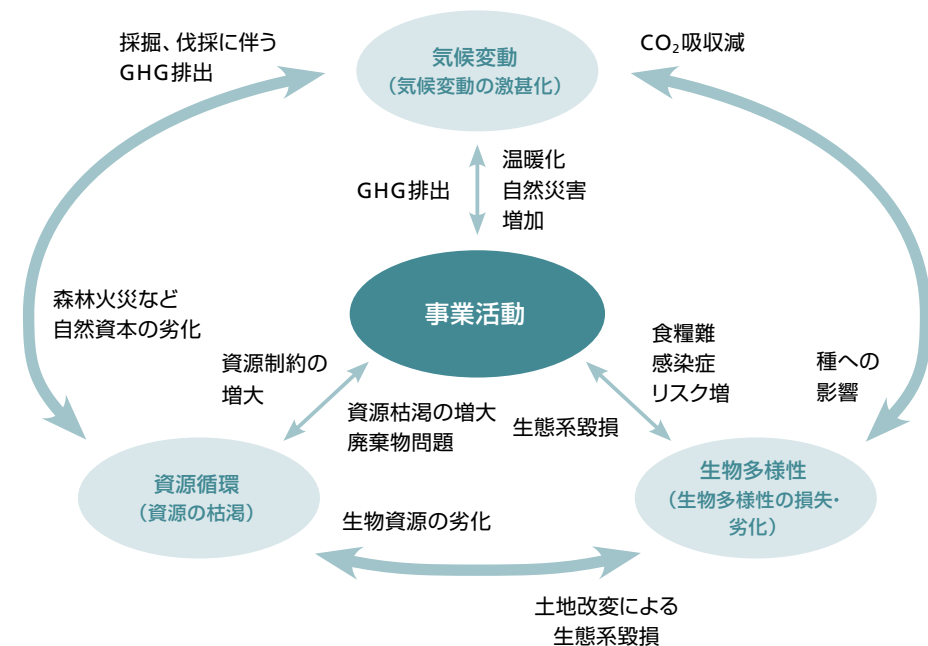 採掘、伐採に伴う
GHG排出
気候変動
（気候変動の激甚化）
CO₂吸収減
GHG排出
温暖化
自然災害
増加
事業活動
森林火災など
自然資本の劣化
資源制約の
増大
資源枯渇の増大
廃棄物問題
生態系毀損
食糧難
感染症
リスク増
種への
影響
資源循環
（資源の枯渇）
生物多様性
（生物多様性の損失・
劣化）
生物資源の劣化
土地改変による
生態系毀損